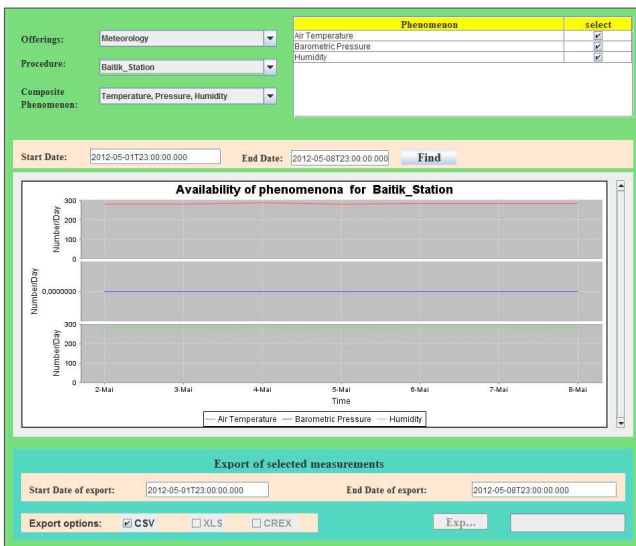 Phenomenon select
Offerings: Meteorology Air Temperature
Barometric Pressure
Procedure: Baitik_Station Humidity
Composite
Phenomenon: Temperature, Pressure, Humidity
Start Date: 2012-05-01T23:00:00.000 End Date: 2012-05-08T23:00:00.000 Find
Availability of phenomenona for Baitik_Station
Number/Day
300
200
100
0
Number/Day
0,0000000
Number/Day
300
200
100
0
2-Mai 3-Mai 4-Mai 5-Mai 6-Mai 7-Mai 8-Mai
Time
Air Temperature Barometric Pressure Humidity
Export of selected measurements
Start Date of export: 2012-05-01T23:00:00.000 End Date of export: 2012-05-08T23:00:00.000
Export options: CSV XLS CREX Exp...